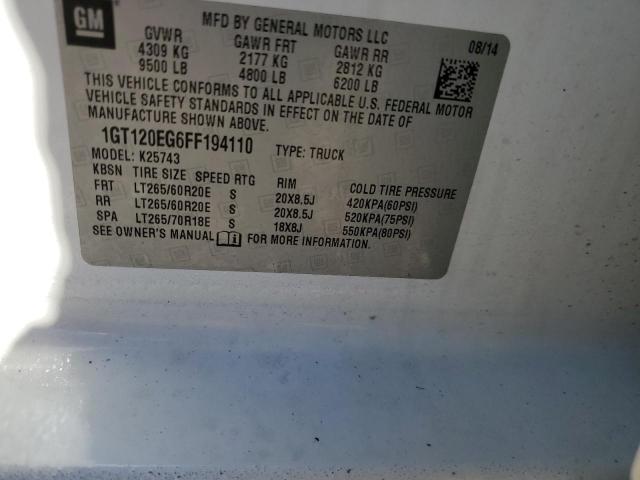 GM
MFD BY GENERAL MOTORS LLC
GVWR GAWR FRT GAWR RR 08/14
4309 KG 2177 KG 2812 KG
9500 LB 4800 LB 6200 LB
THIS VEHICLE CONFORMS TO ALL APPLICABLE U.S. FEDERAL MOTOR
VEHICLE SAFETY STANDARDS IN EFFECT ON THE DATE OF
MANUFACTURE SHOWN ABOVE.
1GT120EG6FF194110 TYPE: TRUCK
MODEL: K25743
KBSN TIRE SIZE SPEED RTG RIM COLD TIRE PRESSURE
FRT LT265/60R20E S 20X8.5J 420KPA(60PSI)
RR LT265/60R20E S 20X8.5J 520KPA(75PSI)
SPA LT265/70R18E S 18X8J 550KPA(80PSI)
SEE OWNER'S MANUAL FOR MORE INFORMATION.